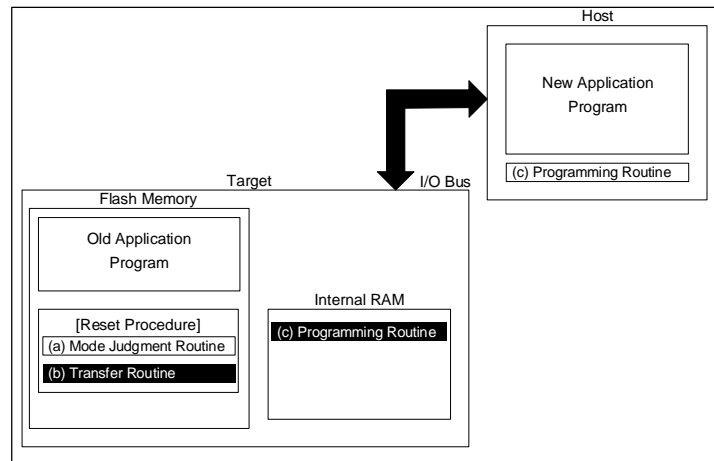 Host
New Application
Program
(c) Programming Routine
Target
I/O Bus
Flash Memory
Old Application
Program
[Reset Procedure]
(a) Mode Judgment Routine
(b) Transfer Routine
Internal RAM
(c) Programming Routine